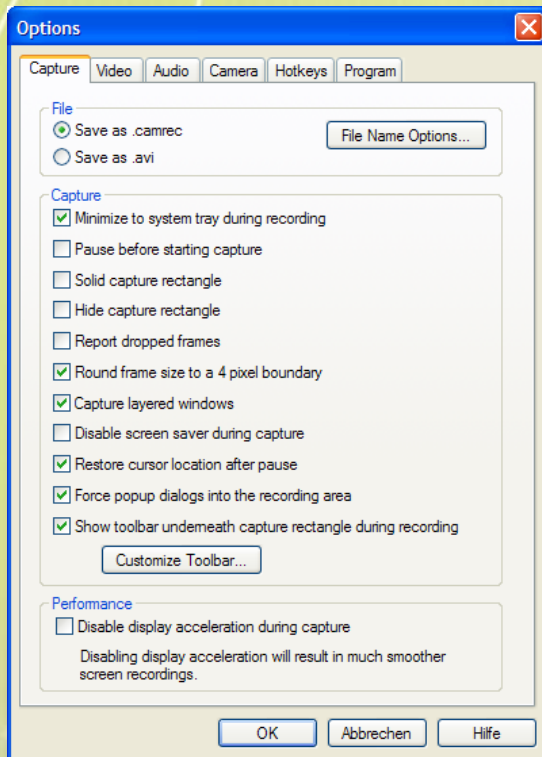 Options
Capture Video Audio Camera Hotkeys Program
File
Save as .camrec
File Name Options...
Save as .avi
Capture
Minimize to system tray during recording
Pause before starting capture
Solid capture rectangle
Hide capture rectangle
Report dropped frames
Round frame size to a 4 pixel boundary
Capture layered windows
Disable screen saver during capture
Restore cursor location after pause
Force popup dialogs into the recording area
Show toolbar underneath capture rectangle during recording
Customize Toolbar...
Performance
Disable display acceleration during capture
Disabling display acceleration will result in much smoother
screen recordings.
OK Abbrechen Hilfe